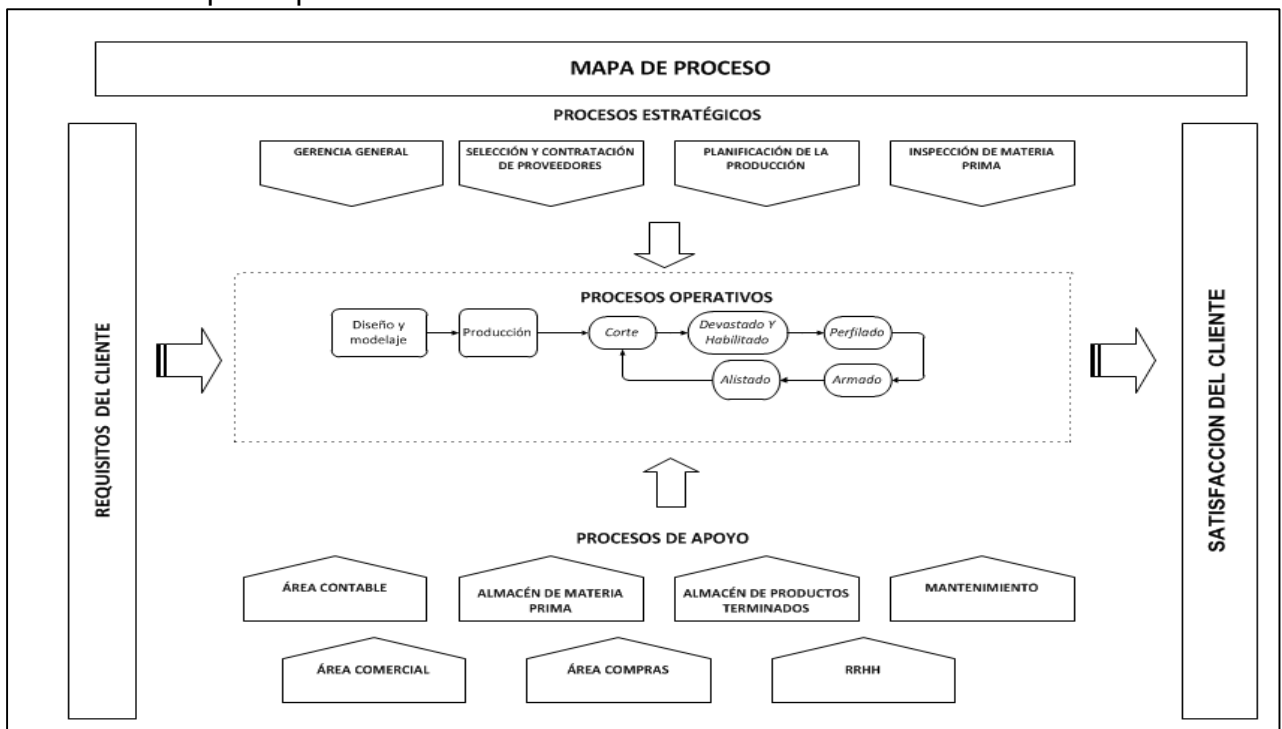 MAPA DE PROCESO
PROCESOS ESTRATÉGICOS
GERENCIA GENERAL
SELECCIÓN Y CONTRATACIÓN
DE PROVEEDORES
PLANIFICACIÓN DE LA
PRODUCCIÓN
INSPECCIÓN DE MATERIA
PRIMA
REQUISITOS DEL CLIENTE
PROCESOS OPERATIVOS
Diseño y
modelaje
Producción
Corte
Devastado Y
Habilitado
Perfilado
Alistado
Armado
SATISFACCION DEL CLIENTE
PROCESOS DE APOYO
ÁREA CONTABLE
ALMACÉN DE MATERIA
PRIMA
ALMACÉN DE PRODUCTOS
TERMINADOS
MANTENIMIENTO
ÁREA COMERCIAL
ÁREA COMPRAS
RRHH